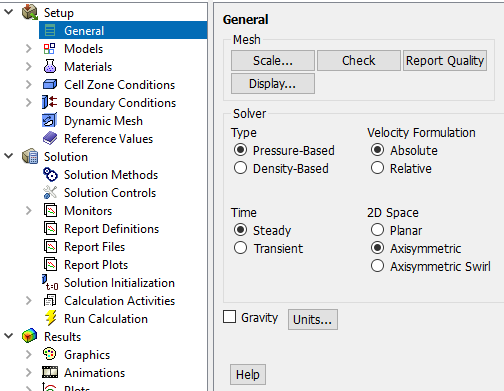 Setup
General
Models
Materials
Cell Zone Conditions
Boundary Conditions
Dynamic Mesh
Reference Values
Solution
Solution Methods
Solution Controls
Monitors
Report Definitions
Report Files
Report Plots
t=0
Solution Initialization
Calculation Activities
Run Calculation
Results
Graphics
Animations
Plots
General
Mesh
Scale... Check Report Quality
Display...
Solver
Type Velocity Formulation
Pressure-Based Absolute
Density-Based Relative
Time 2D Space
Steady Planar
Transient Axisymmetric
Axisymmetric Swirl
Gravity Units...
Help